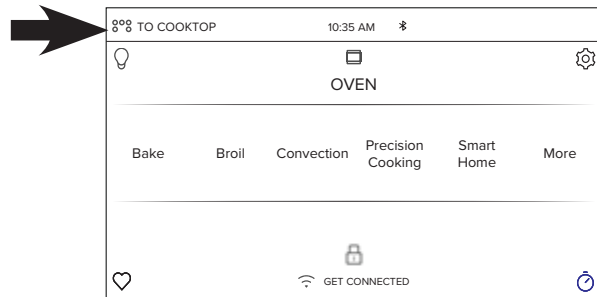 TO COOKTOP 10:35 AM
OVEN
Bake Broil Convection Precision Cooking Smart Home More
GET CONNECTED